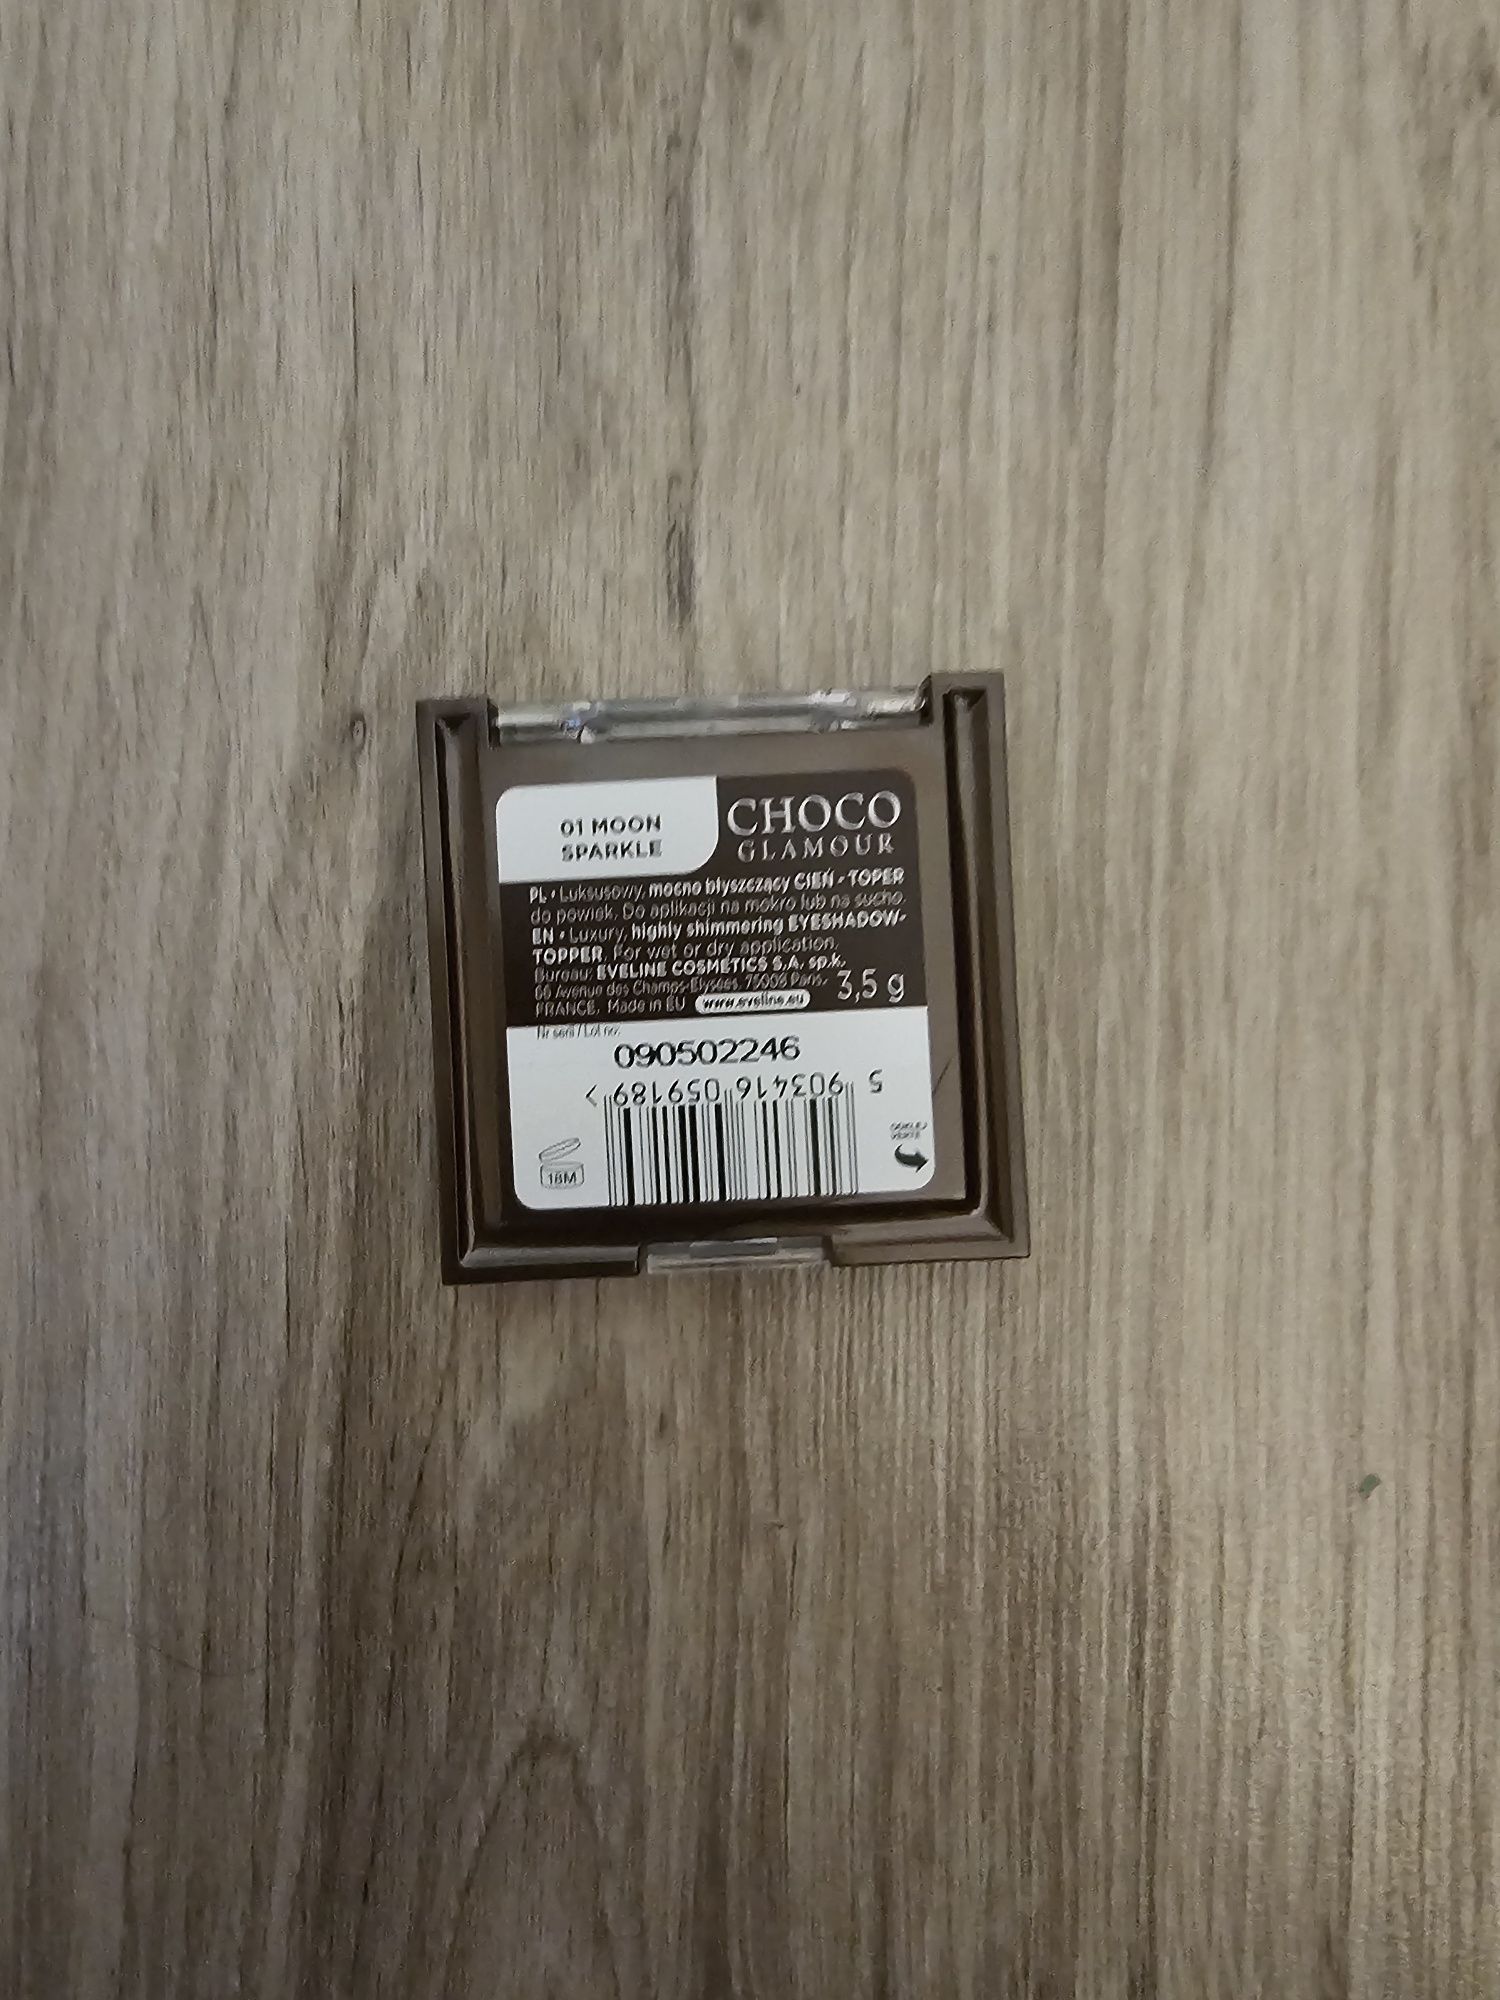 01 MOON
SPARKLE
CHOCO
GLAMOUR
PL • Luksusowy, mocno błyszczący CIEŃ - TOPER
do powiek. Do aplikacji na mokro lub na sucho.
EN • Luxury, highly shimmering EYESHADOW-
TOPPER. For wet or dry application.
Bureau: EVELINE COSMETICS S.A. sp.k.
66 Avenue des Champs-Elysées, 75008 Paris,
FRANCE. Made in EU www.eveline.eu
3,5 g
Nr serii / Lot no:
090502246
5 903416 059189 >
18M
ODKLEJ
VERTE